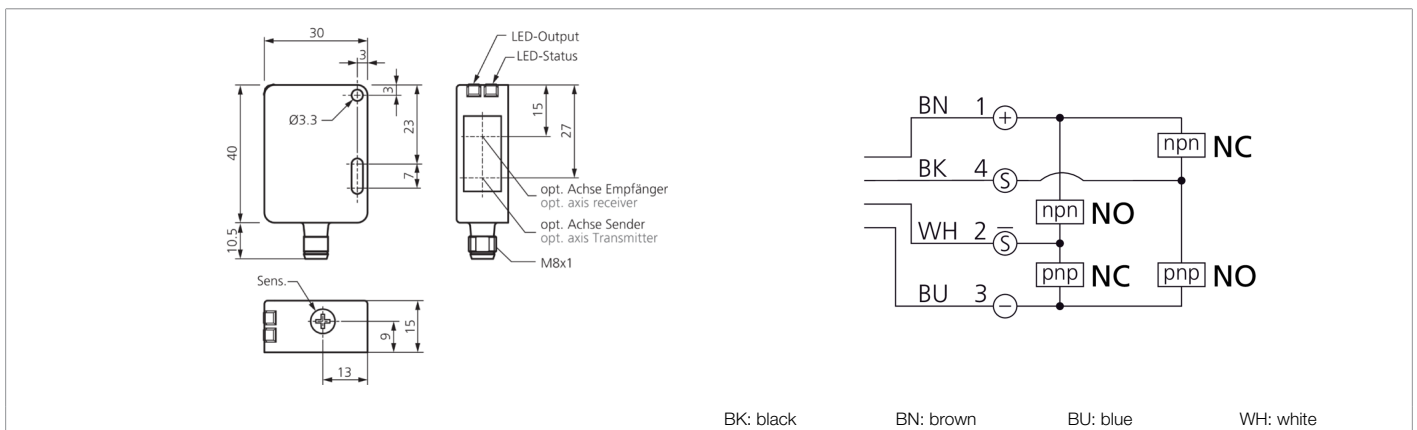 30
3
3
Ø3.3
23
40
7
10.5
LED-Output
LED-Status
15
27
opt. Achse Empfänger
opt. axis receiver
opt. Achse Sender
opt. axis Transmitter
M8x1
Sens.
9
15
13
BN 1 +
npn NC
BK 4 S
npn NO
WH 2 S̅
pnp NC
pnp NO
BU 3 −
BK: black BN: brown BU: blue WH: white